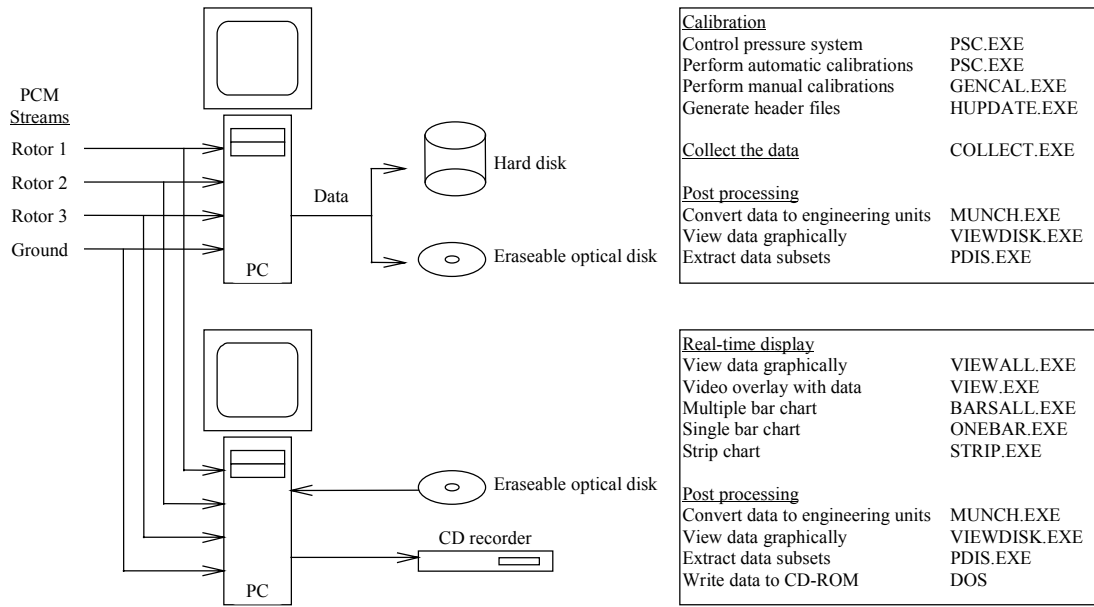 PCM
Streams
Rotor 1
Rotor 2
Rotor 3
Ground
PC
Data
Hard disk
Eraseable optical disk
Calibration
Control pressure system PSC.EXE
Perform automatic calibrations PSC.EXE
Perform manual calibrations GENCAL.EXE
Generate header files HUPDATE.EXE
Collect the data COLLECT.EXE
Post processing
Convert data to engineering units MUNCH.EXE
View data graphically VIEWDISK.EXE
Extract data subsets PDIS.EXE
PC
Eraseable optical disk
CD recorder
Real-time display
View data graphically VIEWALL.EXE
Video overlay with data VIEW.EXE
Multiple bar chart BARSALL.EXE
Single bar chart ONEBAR.EXE
Strip chart STRIP.EXE
Post processing
Convert data to engineering units MUNCH.EXE
View data graphically VIEWDISK.EXE
Extract data subsets PDIS.EXE
Write data to CD-ROM DOS